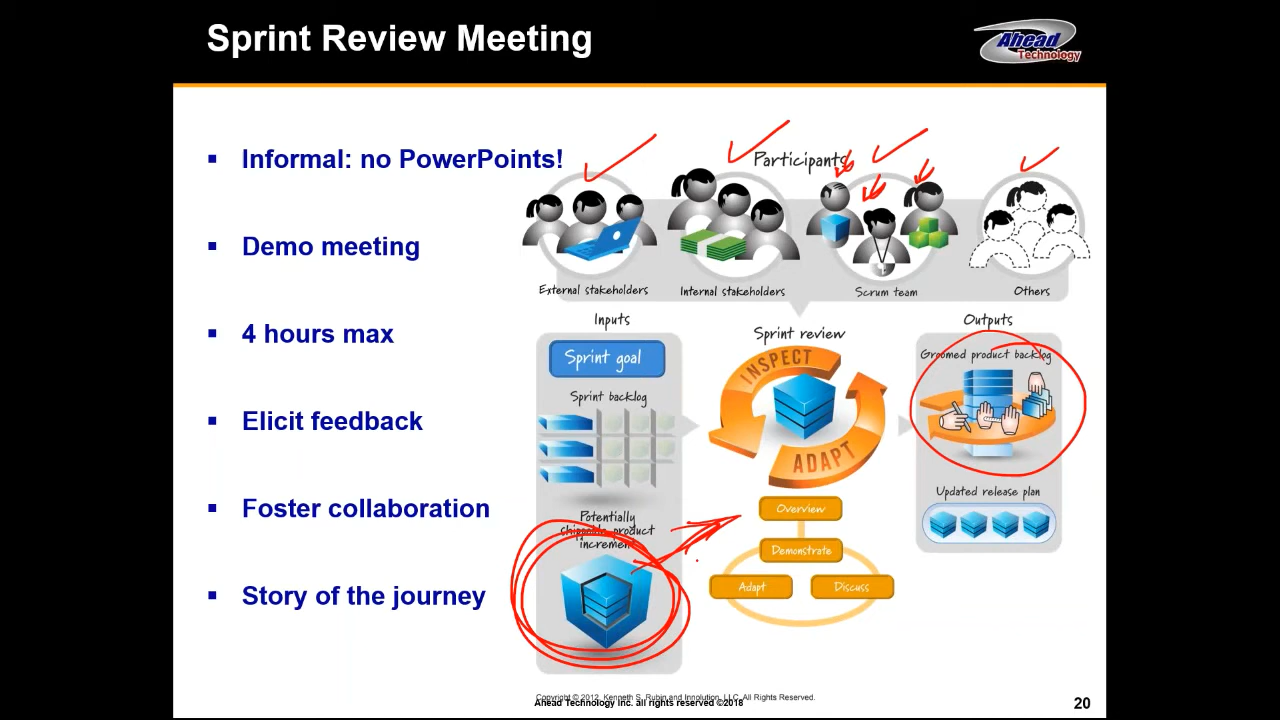 Sprint Review Meeting
Ahead
Technology
Informal: no PowerPoints!
Demo meeting
4 hours max
Elicit feedback
Foster collaboration
Story of the journey
Participants
External stakeholders
Internal stakeholders
Scrum team
Others
Inputs
Sprint goal
Sprint backlog
Potentially
shippable product
increment
Sprint review
INSPECT
ADAPT
Overview
Demonstrate
Adapt
Discuss
Outputs
Groomed product backlog
Updated release plan
Copyright © 2012, Kenneth S. Rubin and Innolution, LLC. All Rights Reserved.
Ahead Technology Inc. all rights reserved ©2018
20